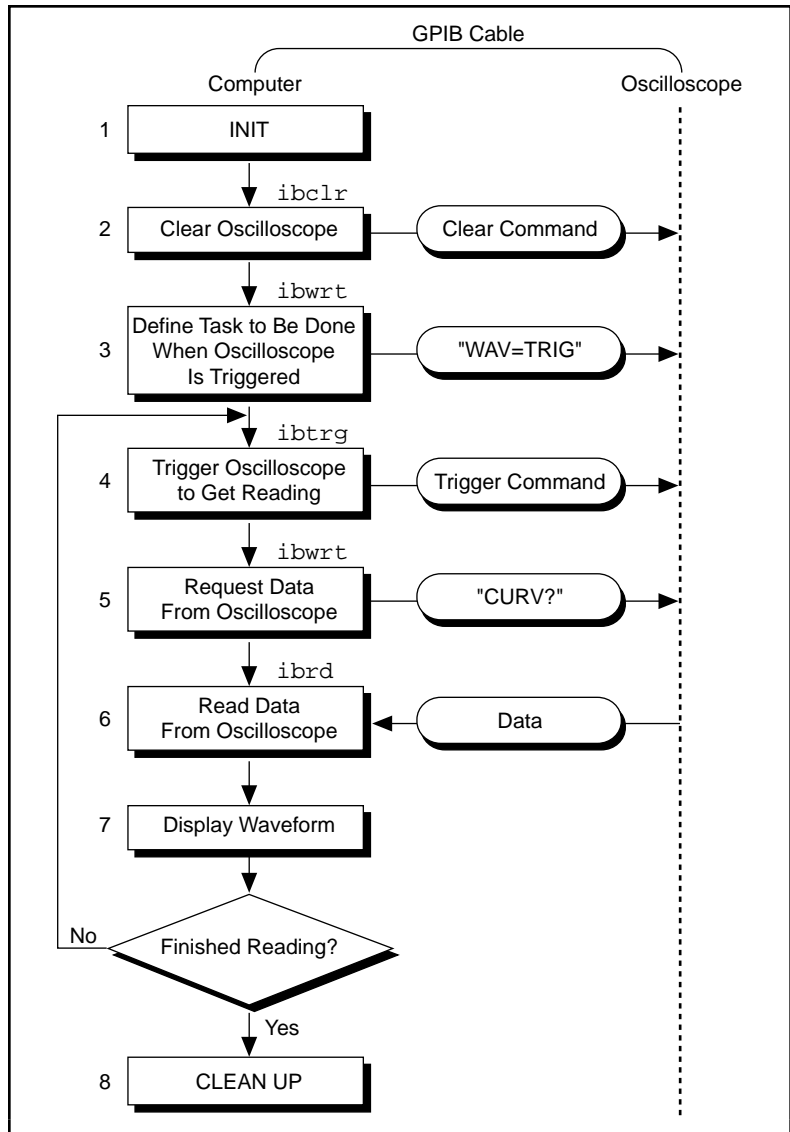 GPIB Cable
Computer
Oscilloscope
1
INIT
ibclr
2
Clear Oscilloscope
Clear Command
ibwrt
3
Define Task to Be Done
When Oscilloscope
Is Triggered
"WAV=TRIG"
ibtrg
4
Trigger Oscilloscope
to Get Reading
Trigger Command
ibwrt
5
Request Data
From Oscilloscope
"CURV?"
ibrd
6
Read Data
From Oscilloscope
Data
7
Display Waveform
No
Finished Reading?
Yes
8
CLEAN UP